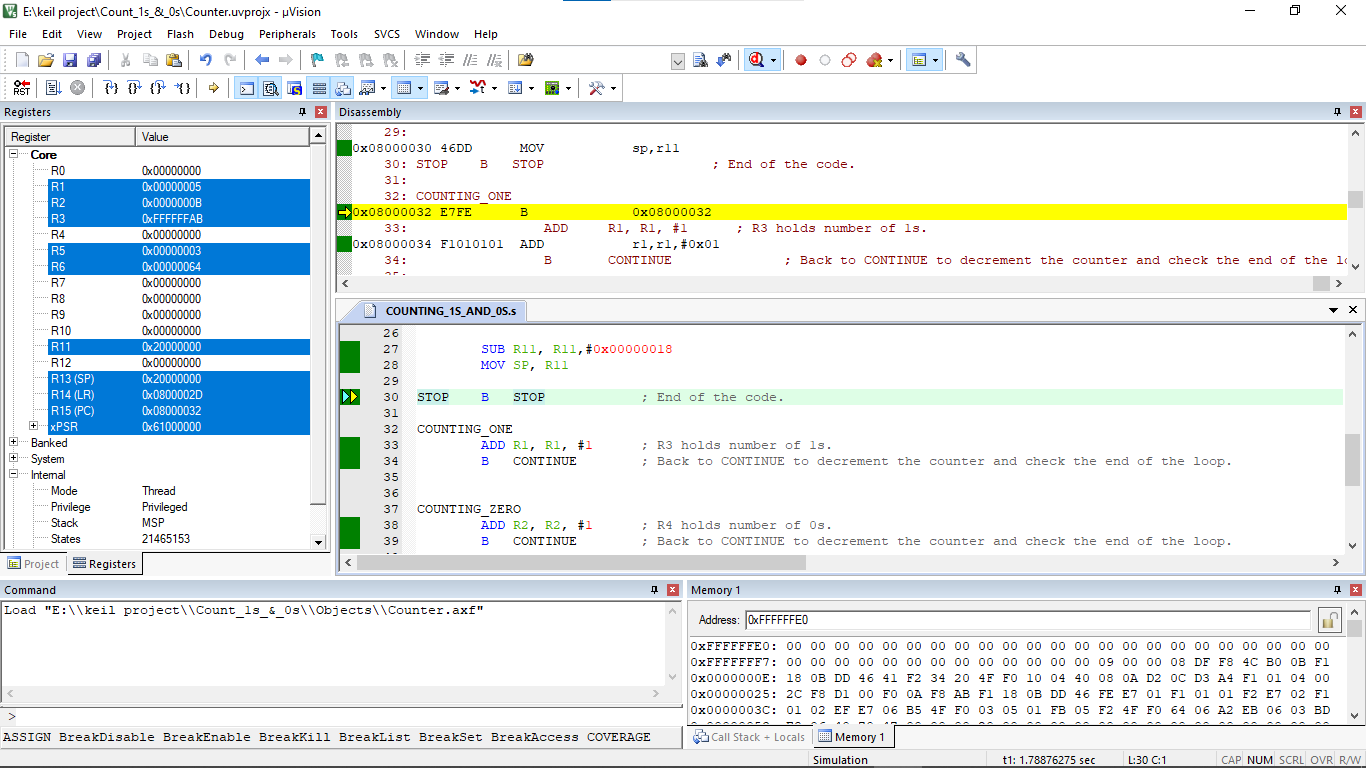 E:\keil project\Count_1s_&_0s\Counter.uvprojx - µVision
File Edit View Project Flash Debug Peripherals Tools SVCS Window Help
RST
Registers
Register Value
Core
R0 0x00000000
R1 0x00000005
R2 0x0000000B
R3 0xFFFFFFAB
R4 0x00000000
R5 0x00000003
R6 0x00000064
R7 0x00000000
R8 0x00000000
R9 0x00000000
R10 0x00000000
R11 0x20000000
R12 0x00000000
R13 (SP) 0x20000000
R14 (LR) 0x0800002D
R15 (PC) 0x08000032
xPSR 0x61000000
Banked
System
Internal
Mode Thread
Privilege Privileged
Stack MSP
States 21465153
Project Registers
Disassembly
29:
0x08000030 46DD MOV sp,r11
30: STOP B STOP ; End of the code.
31:
32: COUNTING_ONE
0x08000032 E7FE B 0x08000032
33: ADD R1, R1, #1 ; R3 holds number of 1s.
0x08000034 F1010101 ADD r1,r1,#0x01
34: B CONTINUE ; Back to CONTINUE to decrement the counter and check the end of the
COUNTING_1S_AND_0S.s
26
27 SUB R11, R11,#0x00000018
28 MOV SP, R11
29
30 STOP B STOP ; End of the code.
31
32 COUNTING_ONE
33 ADD R1, R1, #1 ; R3 holds number of 1s.
34 B CONTINUE ; Back to CONTINUE to decrement the counter and check the end of the loop.
35
36
37 COUNTING_ZERO
38 ADD R2, R2, #1 ; R4 holds number of 0s.
39 B CONTINUE ; Back to CONTINUE to decrement the counter and check the end of the loop.
Command
Load "E:\\keil project\\Count_1s_&_0s\\Objects\\Counter.axf"
>
ASSIGN BreakDisable BreakEnable BreakKill BreakList BreakSet BreakAccess COVERAGE
Memory 1
Address: 0xFFFFFFE0
0xFFFFFFE0: 00 00 00 00 00 00 00 00 00 00 00 00 00 00 00 00 00 00 00 00 00 00 00
0xFFFFFFF7: 00 00 00 00 00 00 00 00 00 00 00 00 00 09 00 00 08 DF F8 4C B0 0B F1
0x0000000E: 18 0B DD 46 41 F2 34 20 4F F0 10 04 40 08 0A D2 0C D3 A4 F1 01 04 00
0x00000025: 2C F8 D1 00 F0 0A F8 AB F1 18 0B DD 46 FE E7 01 F1 01 01 F2 E7 02 F1
0x0000003C: 01 02 EF E7 06 B5 4F F0 03 05 01 FB 05 F2 4F F0 64 06 A2 EB 06 03 BD
Call Stack + Locals Memory 1
Simulation t1: 1.78876275 sec L:30 C:1 CAP NUM SCRL OVR R/W